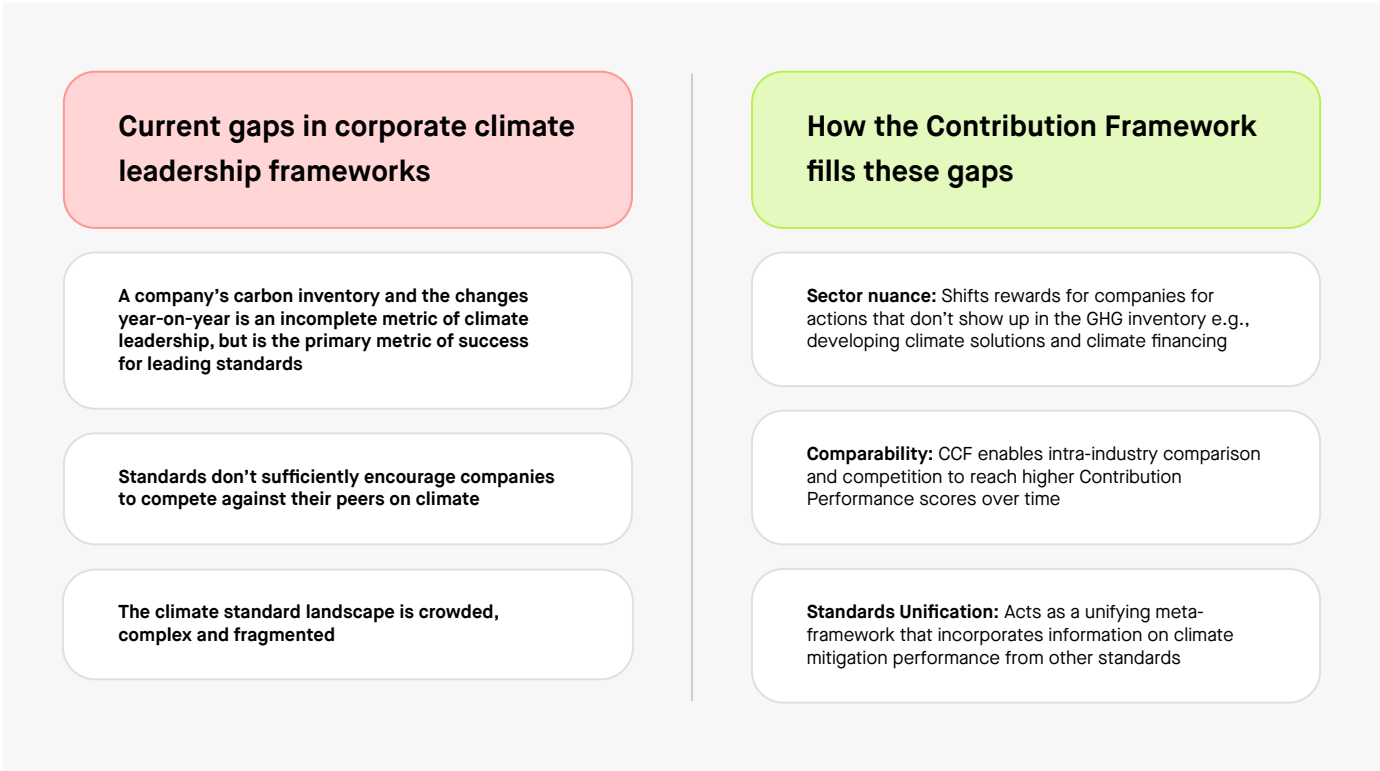 Current gaps in corporate climate
leadership frameworks
A company's carbon inventory and the changes
year-on-year is an incomplete metric of climate
leadership, but is the primary metric of success
for leading standards
Standards don't sufficiently encourage companies
to compete against their peers on climate
The climate standard landscape is crowded,
complex and fragmented
How the Contribution Framework
fills these gaps
Sector nuance: Shifts rewards for companies for
actions that don't show up in the GHG inventory e.g.,
developing climate solutions and climate financing
Comparability: CCF enables intra-industry comparison
and competition to reach higher Contribution
Performance scores over time
Standards Unification: Acts as a unifying meta-
framework that incorporates information on climate
mitigation performance from other standards